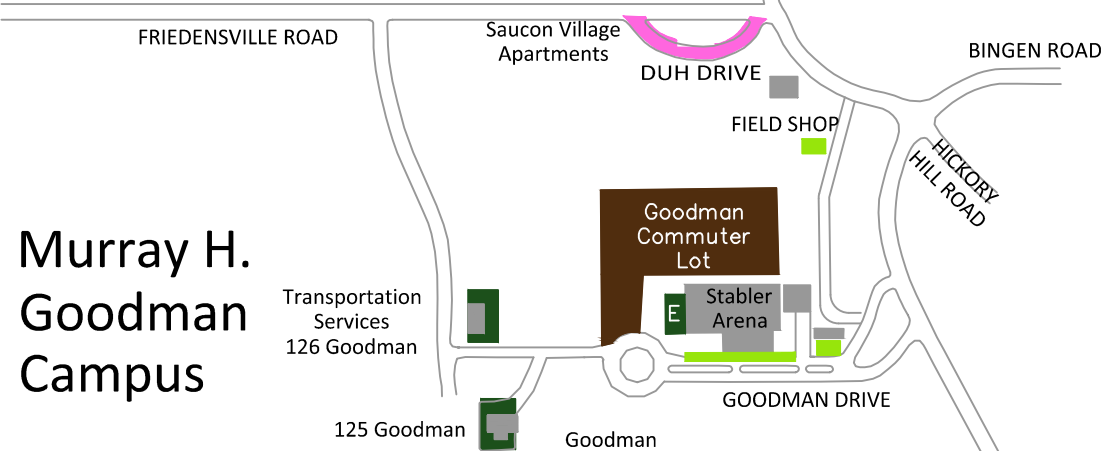 FRIEDENSVILLE ROAD
Saucon Village
Apartments
DUH DRIVE
BINGEN ROAD
FIELD SHOP
HICKORY
HILL ROAD
Goodman
Commuter
Lot
Murray H.
Goodman
Campus
Transportation
Services
126 Goodman
E
Stabler
Arena
GOODMAN DRIVE
125 Goodman
Goodman